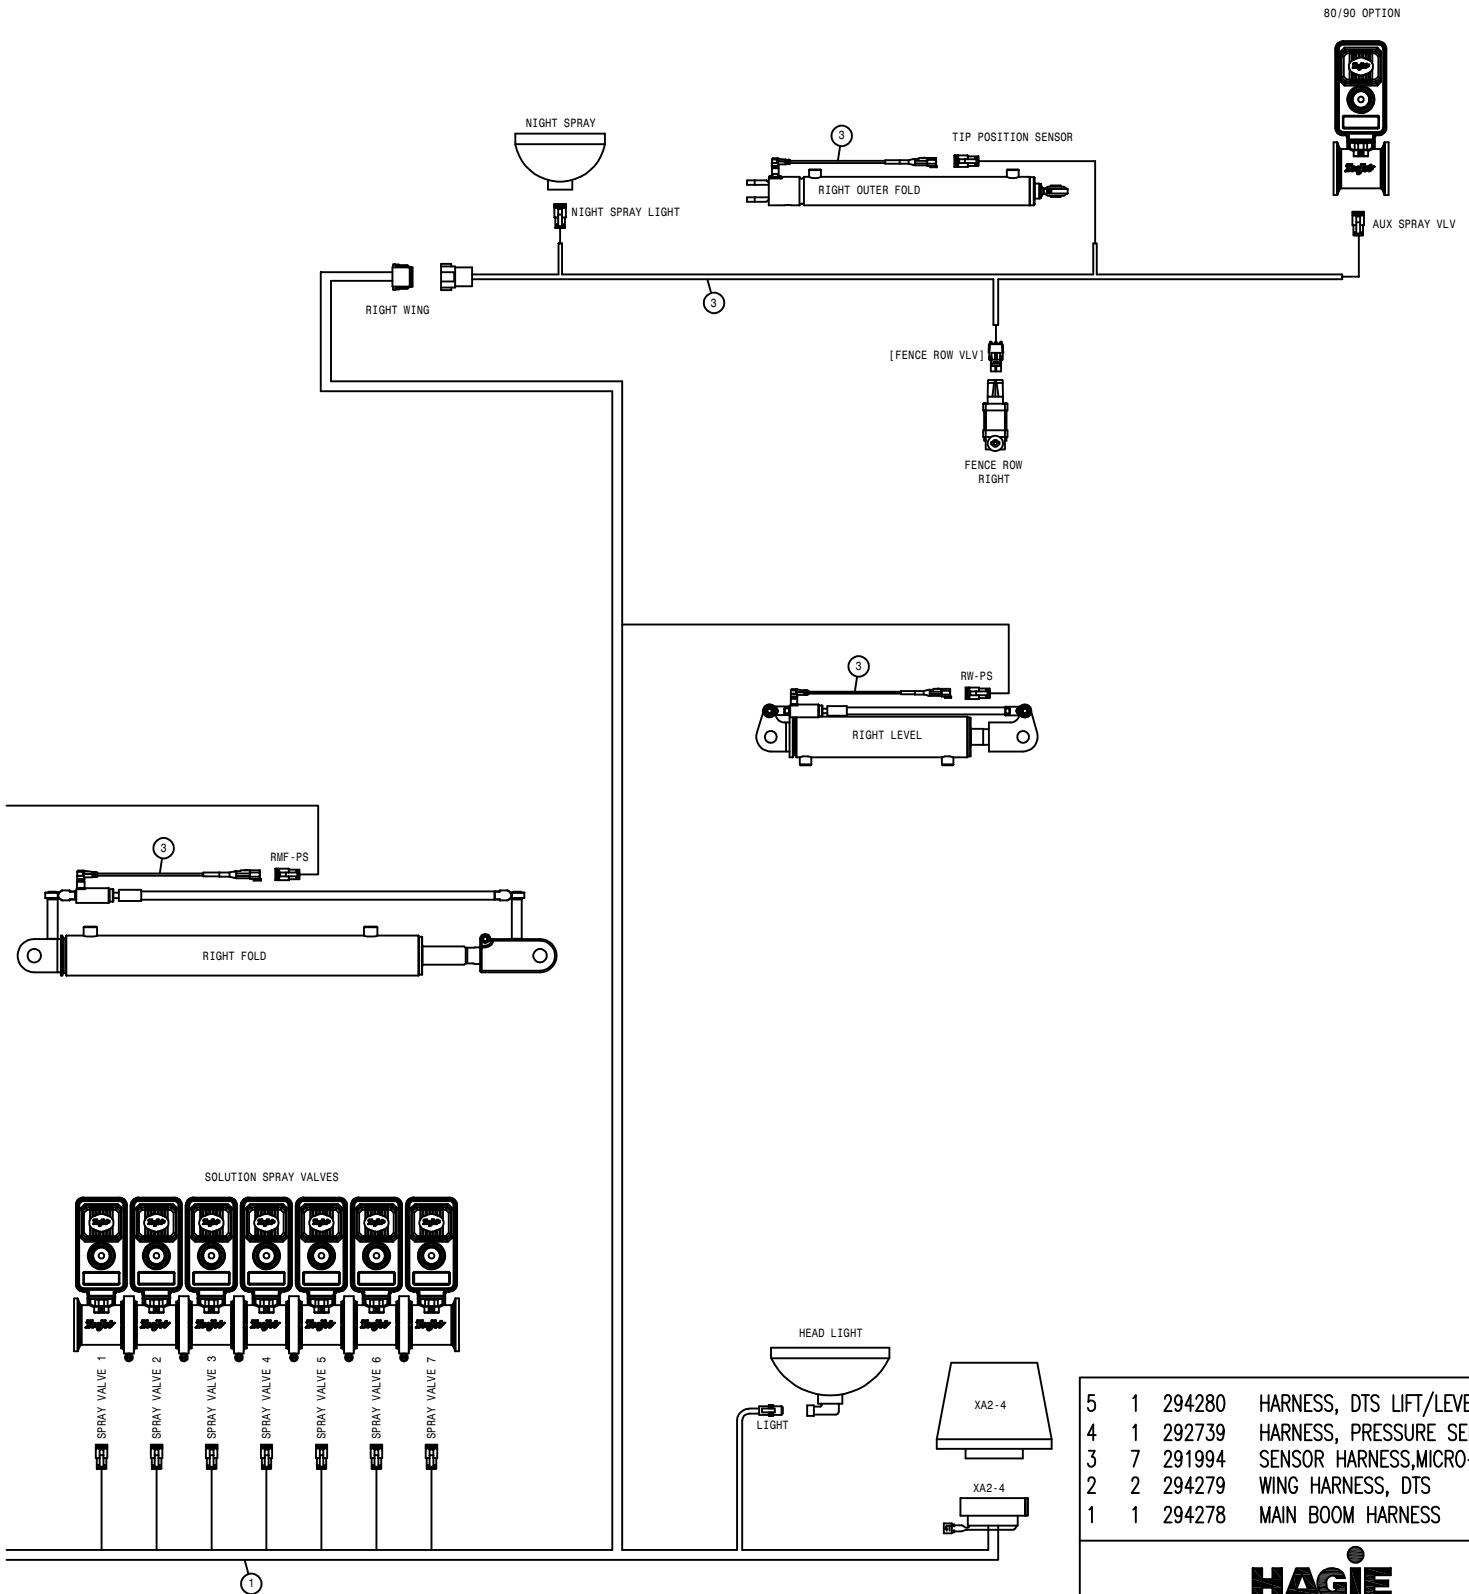 80/90 OPTION
NIGHT SPRAY
3
TIP POSITION SENSOR
RIGHT OUTER FOLD
NIGHT SPRAY LIGHT
AUX SPRAY VLV
RIGHT WING
3
[FENCE ROW VLV]
FENCE ROW
RIGHT
3
RW-PS
RIGHT LEVEL
3
RMF-PS
RIGHT FOLD
SOLUTION SPRAY VALVES
SPRAY VALVE 1
SPRAY VALVE 2
SPRAY VALVE 3
SPRAY VALVE 4
SPRAY VALVE 5
SPRAY VALVE 6
SPRAY VALVE 7
HEAD LIGHT
LIGHT
XA2-4
XA2-4
1
5 1 294280 HARNESS, DTS LIFT/LEVE
4 1 292739 HARNESS, PRESSURE SE
3 7 291994 SENSOR HARNESS,MICRO-
2 2 294279 WING HARNESS, DTS
1 1 294278 MAIN BOOM HARNESS
HAGIE